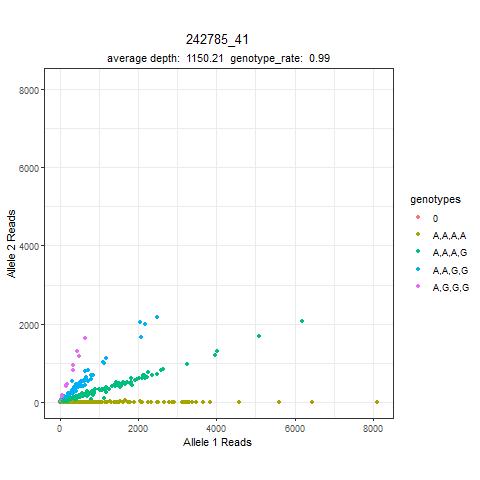 242785_41
average depth: 1150.21 genotype_rate: 0.99
8000
6000
4000
2000
0
Allele 2 Reads
0 2000 4000 6000 8000
Allele 1 Reads
genotypes
0
A,A,A,A
A,A,A,G
A,A,G,G
A,G,G,G